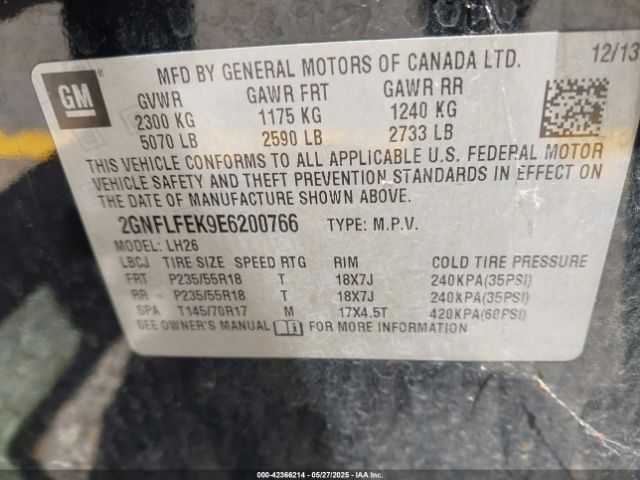 MFD BY GENERAL MOTORS OF CANADA LTD. 12/13
GM
GVWR GAWR FRT GAWR RR
2300 KG 1175 KG 1240 KG
5070 LB 2590 LB 2733 LB
THIS VEHICLE CONFORMS TO ALL APPLICABLE U.S. FEDERAL MOTOR
VEHICLE SAFETY AND THEFT PREVENTION STANDARDS IN EFFECT ON
THE DATE OF MANUFACTURE SHOWN ABOVE.
2GNFLFEK9E6200766 TYPE: M.P.V.
MODEL: LH26
LBCJ TIRE SIZE SPEED RTG RIM COLD TIRE PRESSURE
FRT P235/55R18 T 18X7J 240KPA(35PSI)
RR - P235/55R18 T 18X7J 240KPA(35PSI)
SPA T145/70R17 M 17X4.5T 420KPA(60PSI)
SEE OWNER'S MANUAL FOR MORE INFORMATION
000-42366214 - 05/27/2025 - IAAI.COM